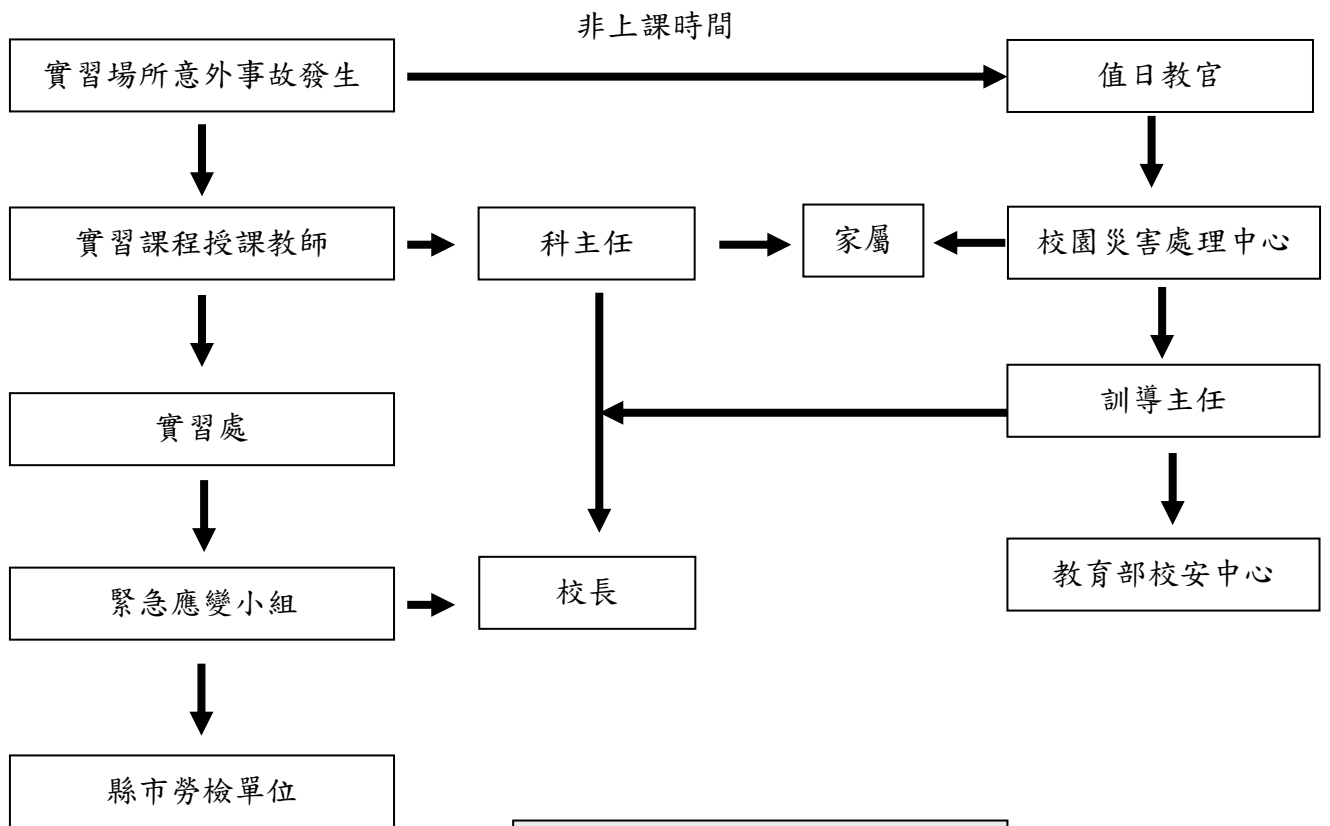 非上課時間
實習場所意外事故發生
值日教官
實習課程授課教師
科主任
家屬
校園災害處理中心
實習處
訓導主任
緊急應變小組
校長
教育部校安中心
縣市勞檢單位